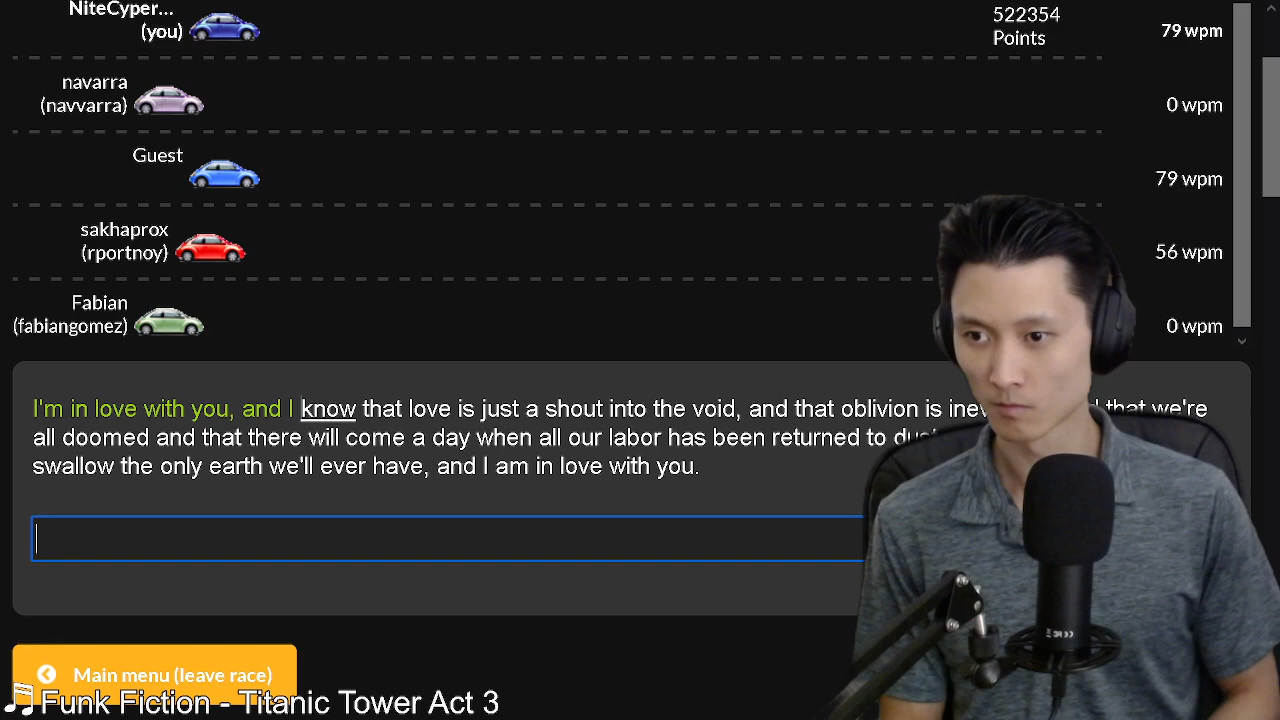 NiteCyper...
(you)
522354
Points
79 wpm
navarra
(navvarra)
0 wpm
Guest
79 wpm
sakhaprox
(rportnoy)
56 wpm
Fabian
(fabiangomez)
0 wpm
I'm in love with you, and I know that love is just a shout into the void, and that oblivion is that we're
all doomed and that there will come a day when all our labor has been returned to
swallow the only earth we'll ever have, and I am in love with you.
Main menu (leave race)
Funk Fiction - Titanic Tower Act 3